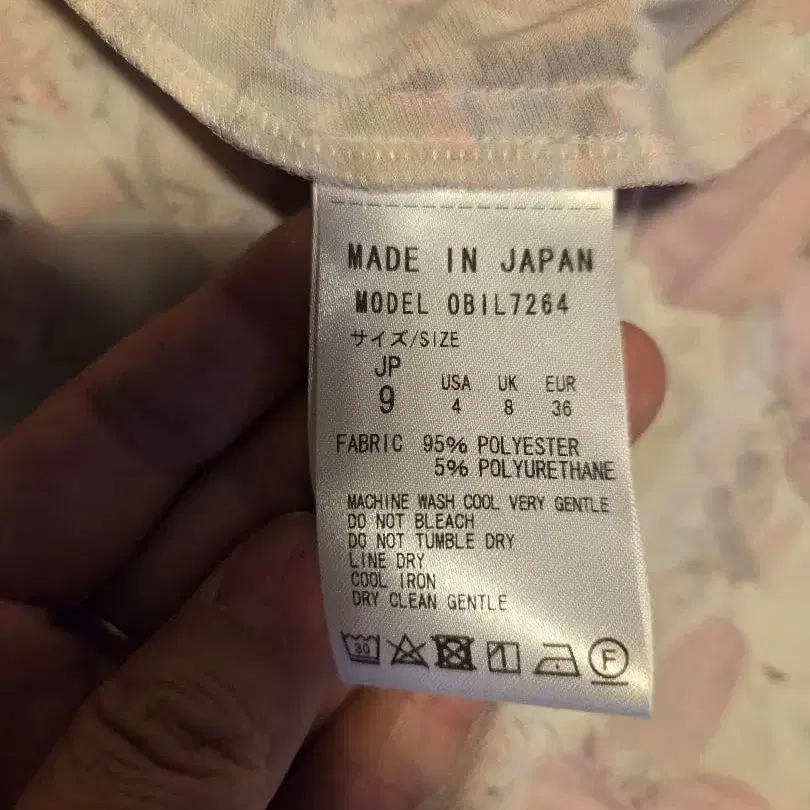 MADE IN JAPAN
MODEL OBIL7264
サイズ/SIZE
JP USA UK EUR
9 4 8 36
FABRIC 95% POLYESTER
5% POLYURETHANE
MACHINE WASH COOL VERY GENTLE
DO NOT BLEACH
DO NOT TUMBLE DRY
LINE DRY
COOL IRON
DRY CLEAN GENTLE
30 F